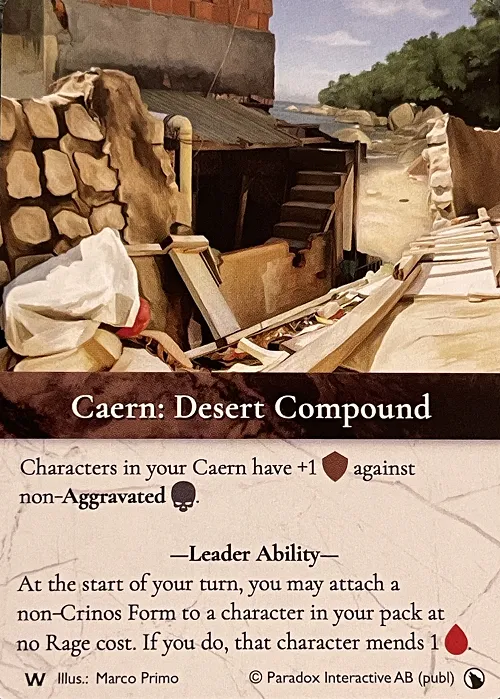 Caern: Desert Compound
Characters in your Caern have +1 against
non-Aggravated .
—Leader Ability—
At the start of your turn, you may attach a
non-Crinos Form to a character in your pack at
no Rage cost. If you do, that character mends 1 .
W Illus.: Marco Primo © Paradox Interactive AB (publ)